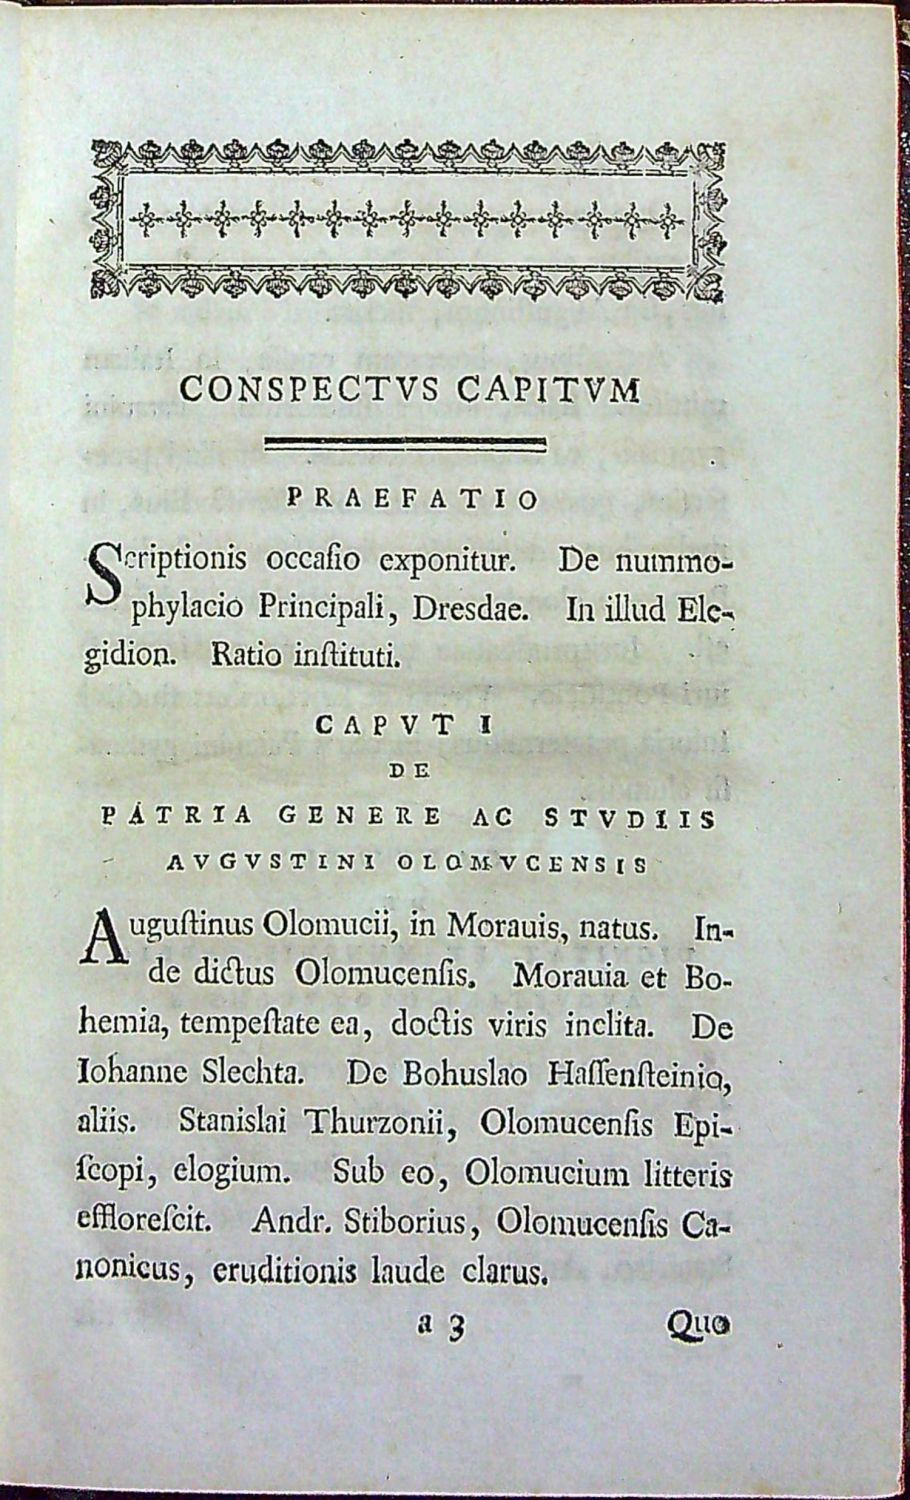 CONSPECTVS CAPITVM
PRAEFATIO
Scriptionis occaſio exponitur. De nummo-
phylacio Principali, Dresdae. In illud Ele-
gidion. Ratio inſtituti.
CAPVT I
DE
PATRIA GENERE AC STVDIIS
AVGVSTINI OLOMVCENSIS
Auguſtinus Olomucii, in Morauis, natus. In-
de dictus Olomucenſis. Morauia et Bo-
hemia, tempeſtate ea, doctis viris inclita. De
Iohanne Slechta. De Bohuslao Haſſenſteinio,
aliis. Stanislai Thurzonii, Olomucenſis Epi-
ſcopi, elogium. Sub eo, Olomucium litteris
effloreſcit. Andr. Stiborius, Olomucenſis Ca-
nonicus, eruditionis laude clarus.
a 3 Quo